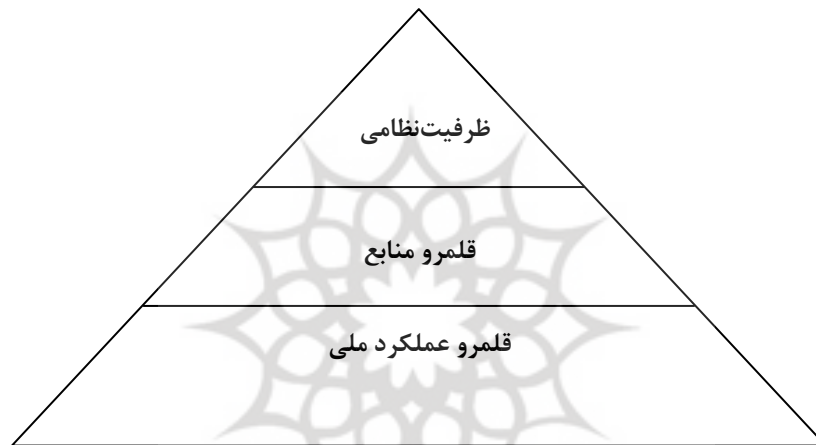 ظرفیت‌نظامی
قلمرو منابع
قلمرو عملکرد ملی